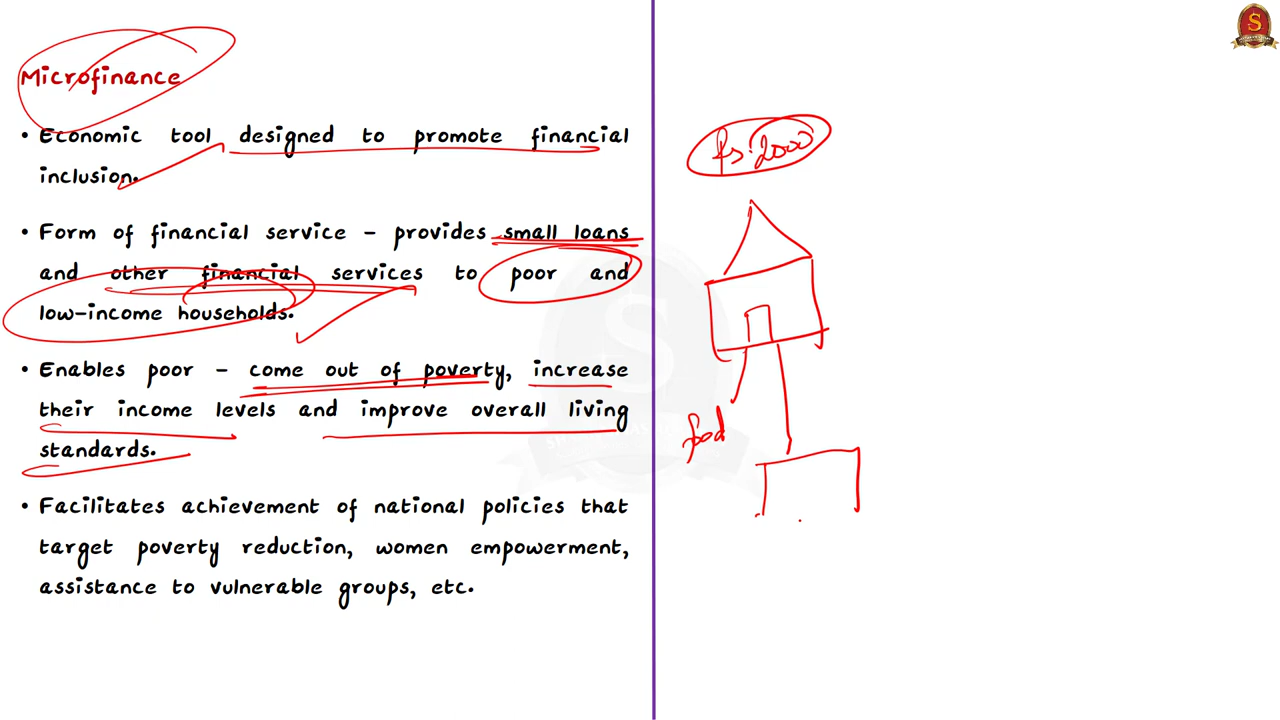 Microfinance
• Economic tool designed to promote financial
inclusion.
• Form of financial service – provides small loans
and other financial services to poor and
low-income households.
• Enables poor – come out of poverty, increase
their income levels and improve overall living
standards.
• Facilitates achievement of national policies that
target poverty reduction, women empowerment,
assistance to vulnerable groups, etc.
Rs. 2000
food
S